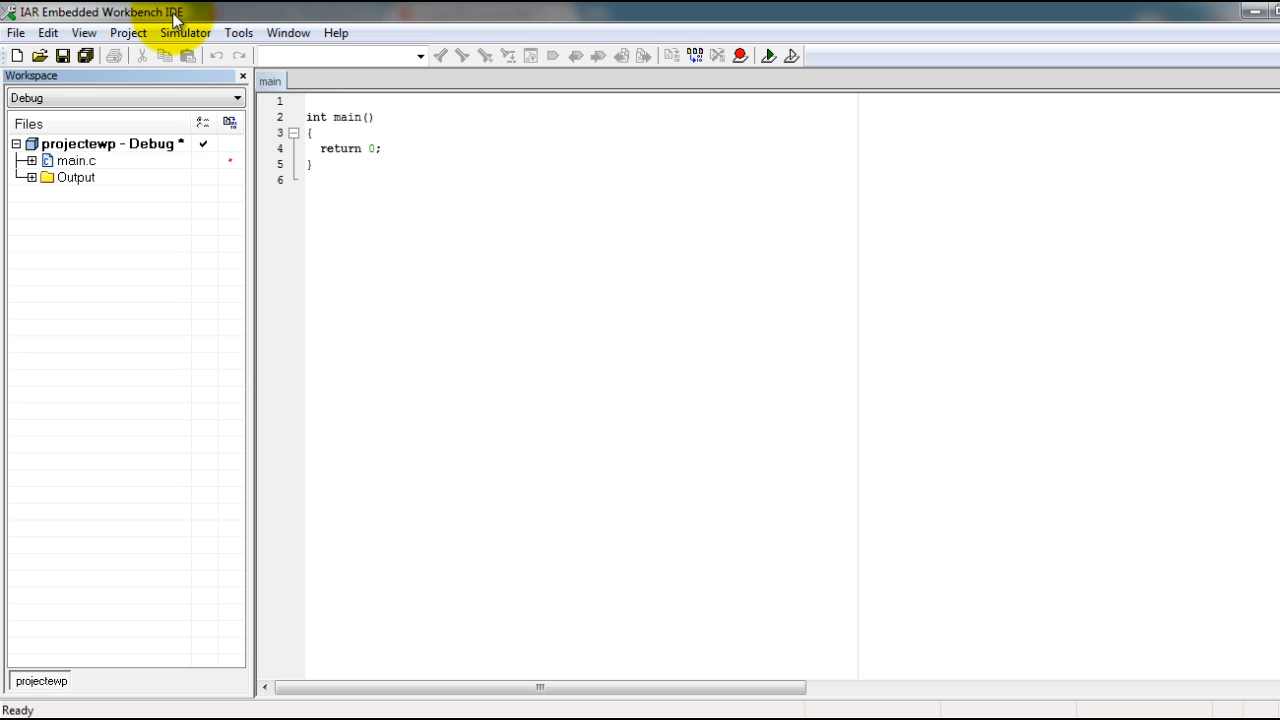 IAR Embedded Workbench IDE
File Edit View Project Simulator Tools Window Help
Workspace
Debug
Files
projectewp - Debug *
main.c
Output
projectewp
main
1
2 int main()
3 {
4 return 0;
5 }
6
Ready